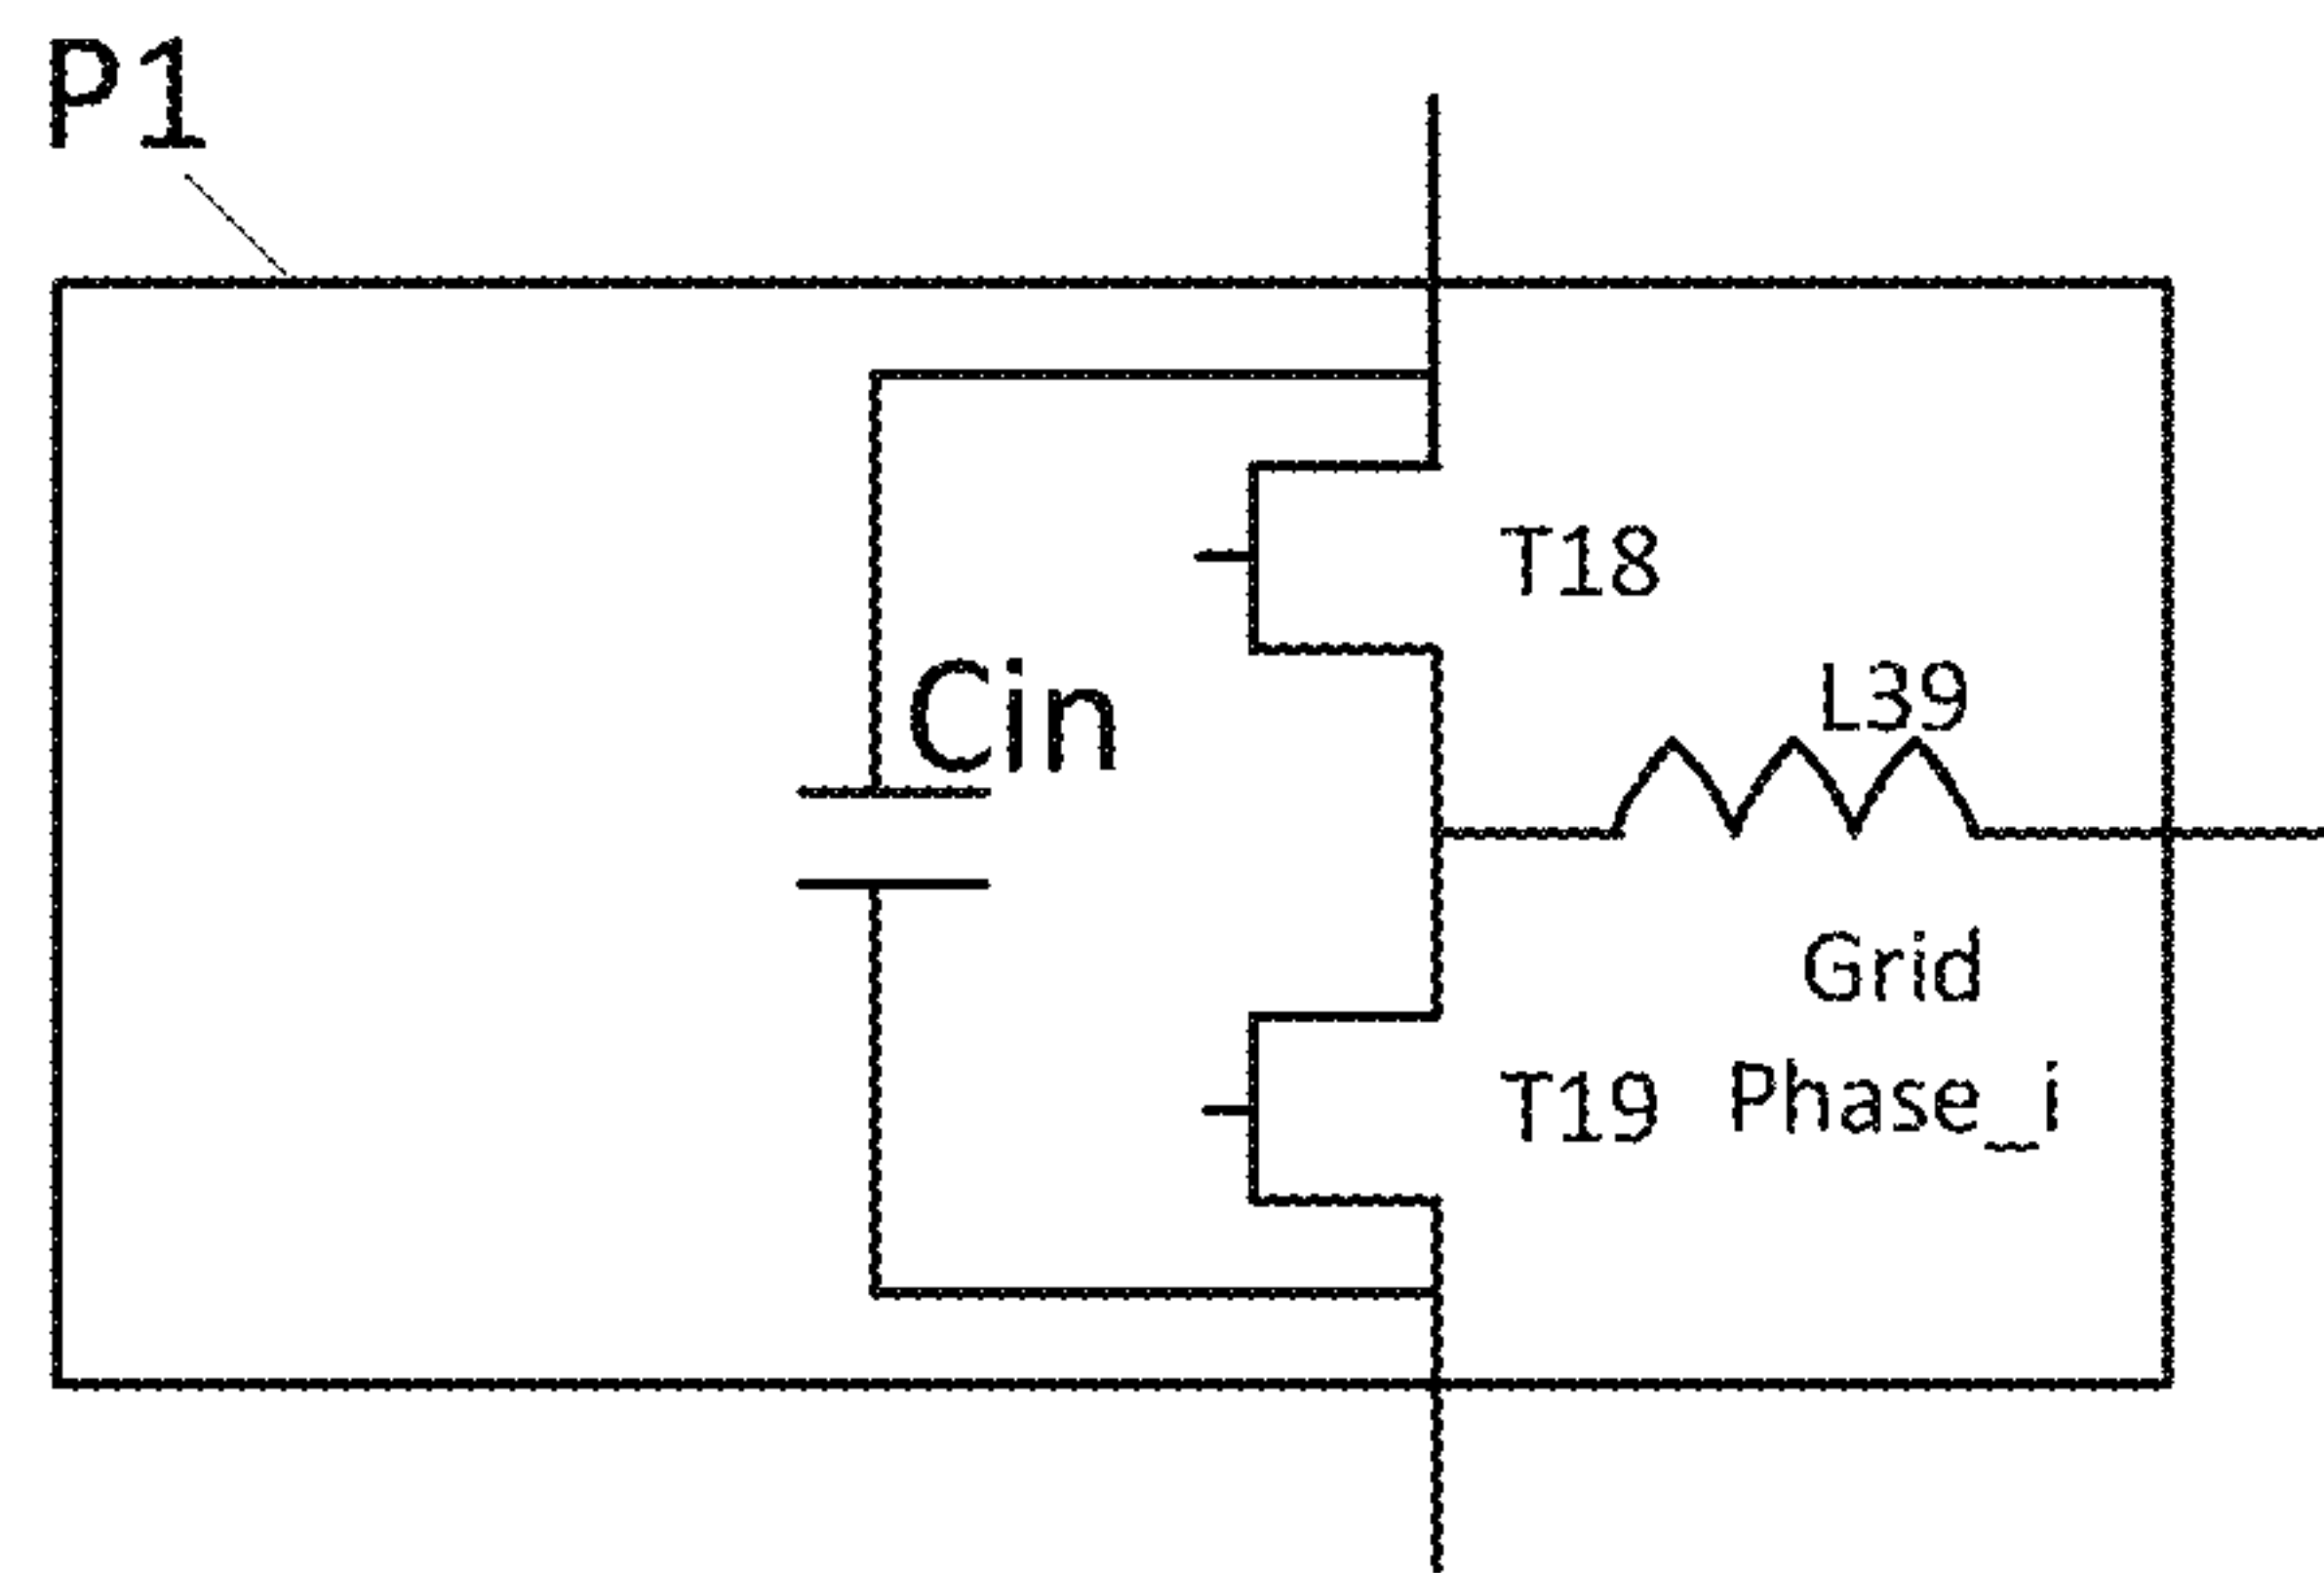 P1
T18
L39
Cin
Grid
T19
Phase_i